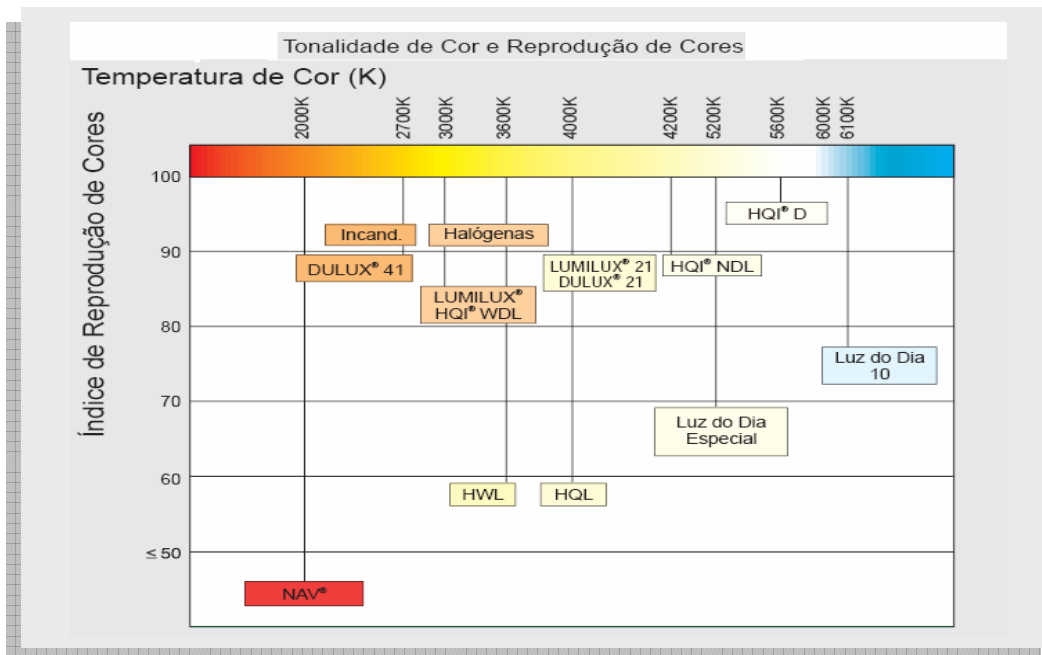 Tonalidade de Cor e Reprodução de Cores
Temperatura de Cor (K)
Índice de Reprodução de Cores
2000K
2700K
3000K
3600K
4000K
4200K
5200K
5600K
6000K
6100K
100
90
80
70
60
≤ 50
HQI® D
Incand.
Halógenas
DULUX® 41
LUMILUX® 21
DULUX® 21
HQI® NDL
LUMILUX®
HQI® WDL
Luz do Dia
10
Luz do Dia
Especial
HWL
HQL
NAV®